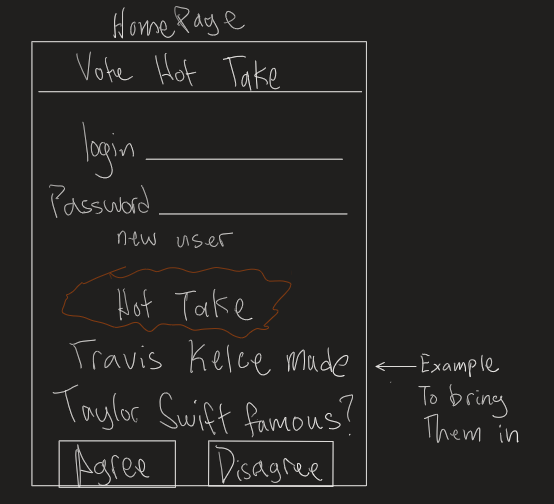 HomePage
Vote Hot Take
login
Password
new user
Hot Take
Travis Kelce made
Taylor Swift famous?
Agree Disagree
Example
To bring
Them in